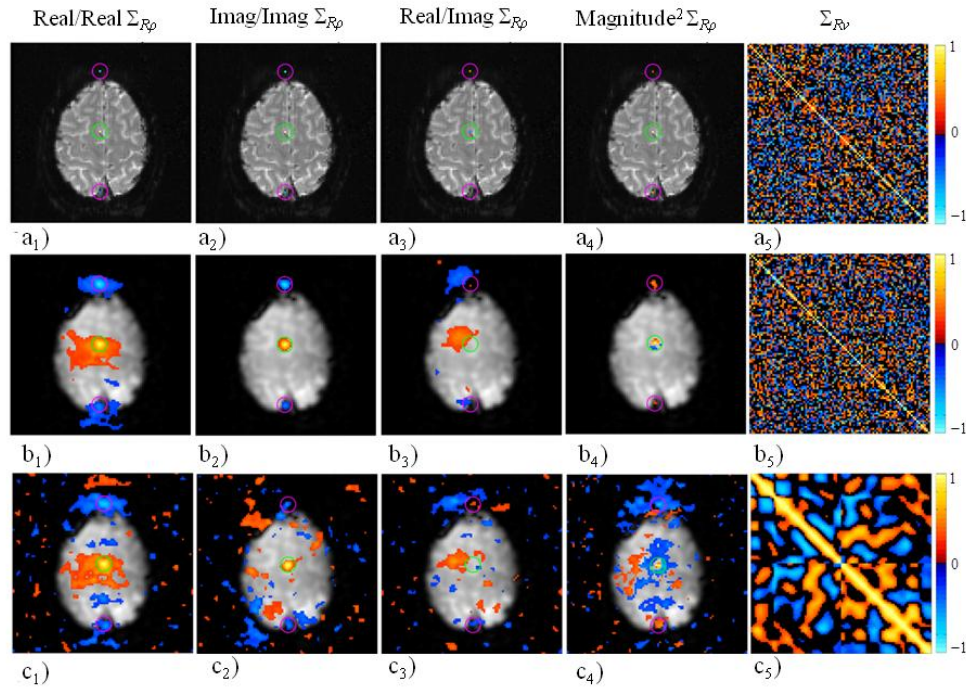 Real/Real Σ_Rρ Imag/Imag Σ_Rρ Real/Imag Σ_Rρ Magnitude² Σ_Rρ Σ_Rν
1
0
-1
a₁) a₂) a₃) a₄) a₅)
1
0
-1
b₁) b₂) b₃) b₄) b₅)
1
0
-1
c₁) c₂) c₃) c₄) c₅)